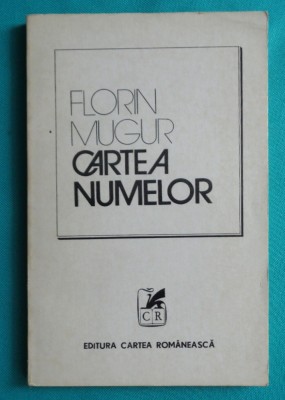 FLORIN
MUGUR
CARTEA
NUMELOR
CR
EDITURA CARTEA ROMÂNEASCĂ